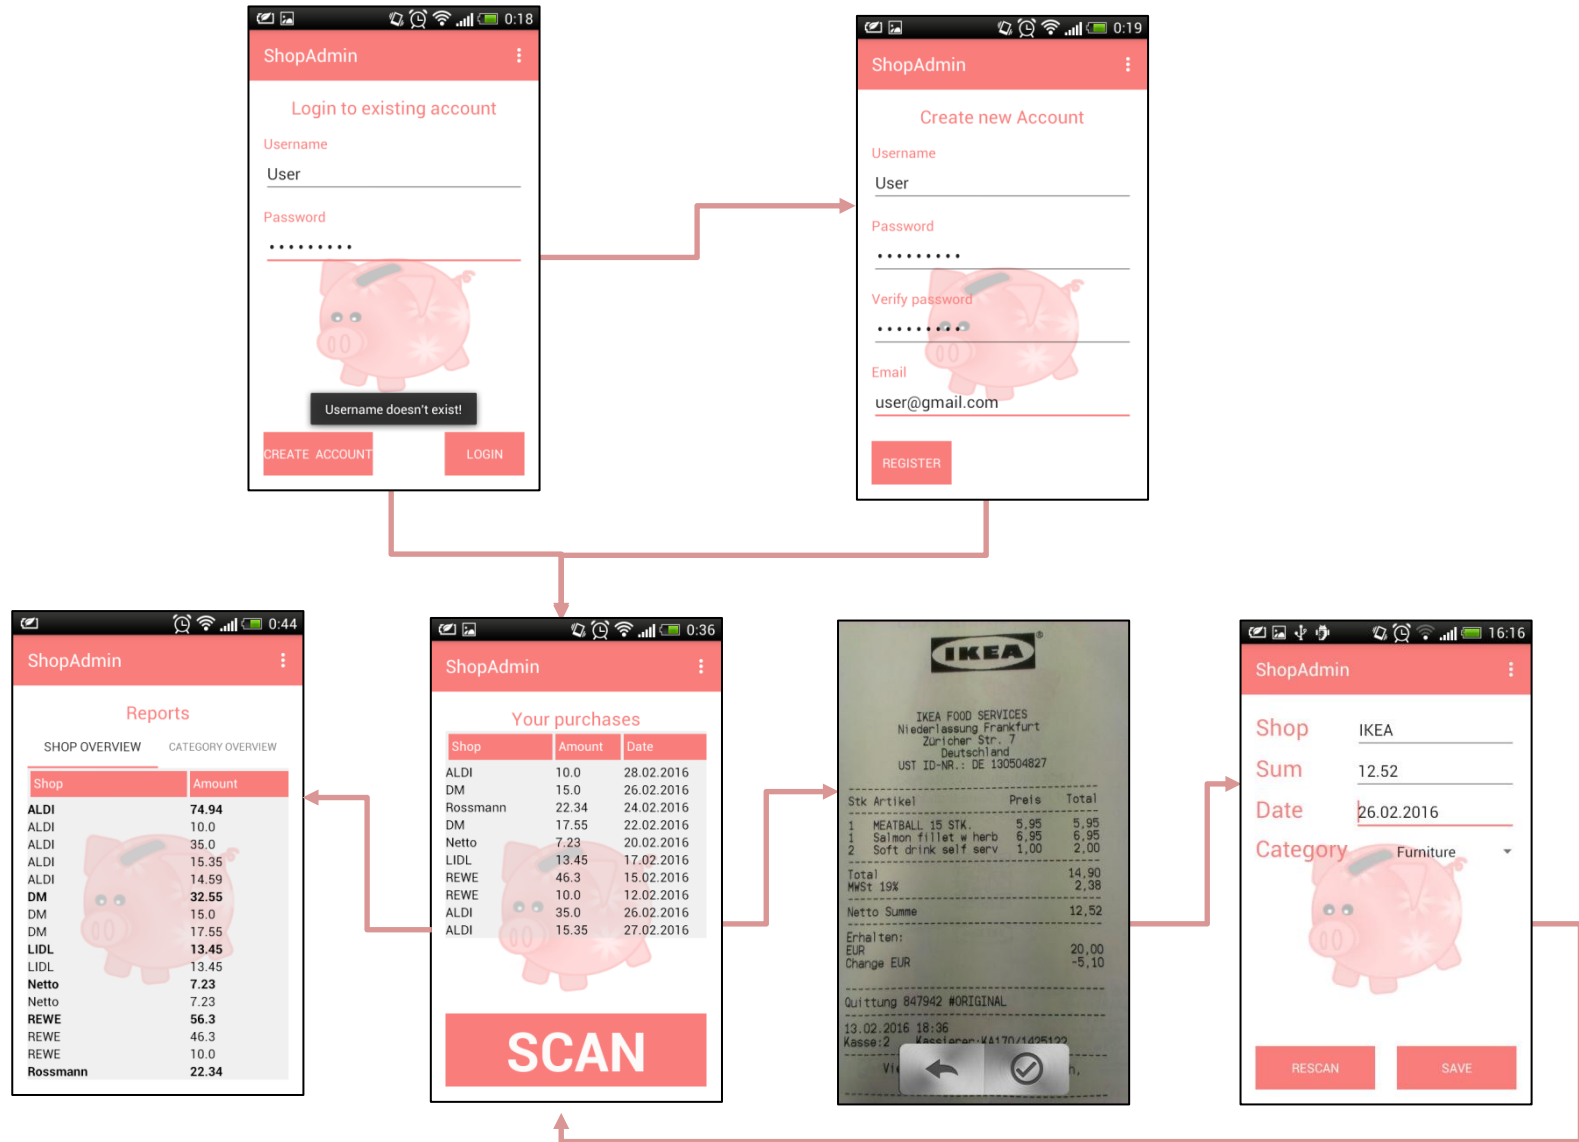 0:18
ShopAdmin
Login to existing account
Username
User
Password
Username doesn't exist!
CREATE ACCOUNT
LOGIN
0:19
ShopAdmin
Create new Account
Username
User
Password
Verify password
Email
user@gmail.com
REGISTER
0:44
ShopAdmin
Reports
SHOP OVERVIEW CATEGORY OVERVIEW
Shop Amount
ALDI 74.94
ALDI 10.0
ALDI 35.0
ALDI 15.35
ALDI 14.59
DM 32.55
DM 15.0
DM 17.55
LIDL 13.45
LIDL 13.45
Netto 7.23
Netto 7.23
REWE 56.3
REWE 46.3
REWE 10.0
Rossmann 22.34
0:36
ShopAdmin
Your purchases
Shop Amount Date
ALDI 10.0 28.02.2016
DM 15.0 26.02.2016
Rossmann 22.34 24.02.2016
DM 17.55 22.02.2016
Netto 7.23 20.02.2016
LIDL 13.45 17.02.2016
REWE 46.3 15.02.2016
REWE 10.0 12.02.2016
ALDI 35.0 26.02.2016
ALDI 15.35 27.02.2016
SCAN
IKEA ®
IKEA FOOD SERVICES
Niederlassung Frankfurt
Züricher Str. 7
Deutschland
UST ID-NR.: DE 130504827
Stk Artikel Preis Total
1 MEATBALL 15 STK. 5,95 5,95
1 Salmon fillet w herb 6,95 6,95
2 Soft drink self serv 1,00 2,00
Total 14,90
MWSt 19% 2,38
Netto Summe 12,52
Erhalten:
EUR 20,00
Change EUR -5,10
Quittung 847942 #ORIGINAL
13.02.2016 18:36
Kasse:2 Kassierer:KA170/1425122
16:16
ShopAdmin
Shop IKEA
Sum 12.52
Date 26.02.2016
Category Furniture
RESCAN
SAVE